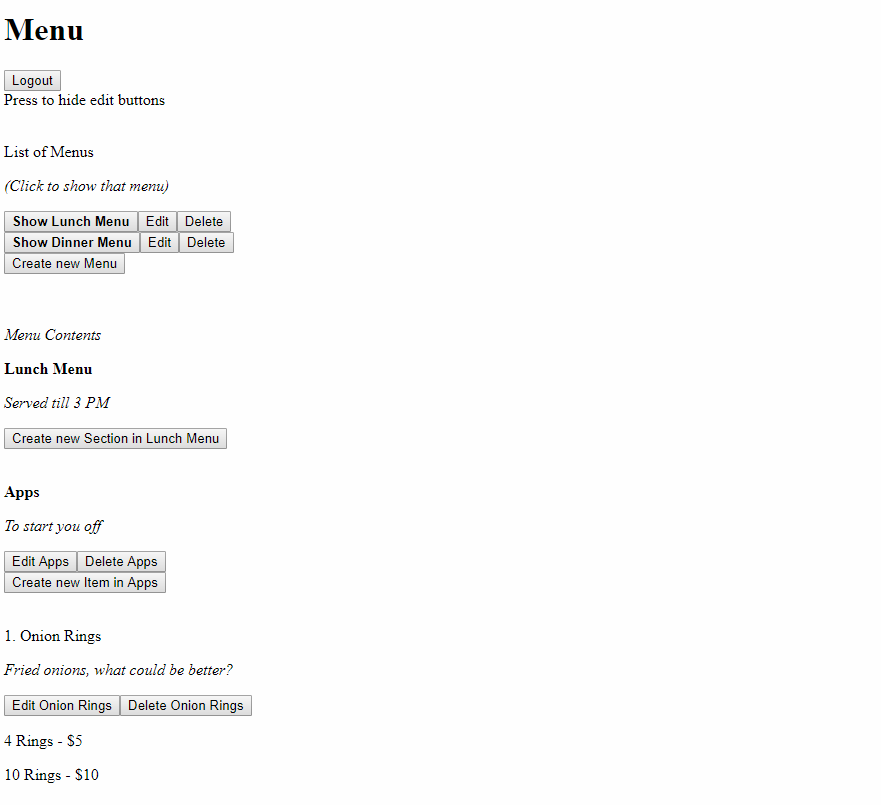 Menu
Logout
Press to hide edit buttons
List of Menus
(Click to show that menu)
Show Lunch Menu Edit Delete
Show Dinner Menu Edit Delete
Create new Menu
Menu Contents
Lunch Menu
Served till 3 PM
Create new Section in Lunch Menu
Apps
To start you off
Edit Apps Delete Apps
Create new Item in Apps
1. Onion Rings
Fried onions, what could be better?
Edit Onion Rings Delete Onion Rings
4 Rings - $5
10 Rings - $10